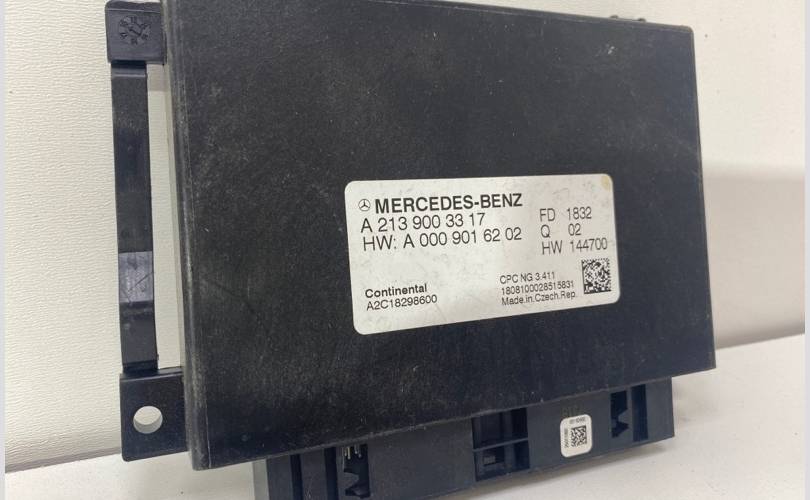 MERCEDES-BENZ
A 213 900 33 17
HW: A 000 901 62 02
FD 1832
Q 02
HW 144700
Continental
A2C18298600
CPC NG 3.411
1808100028515831
Made.in.Czech.Rep.